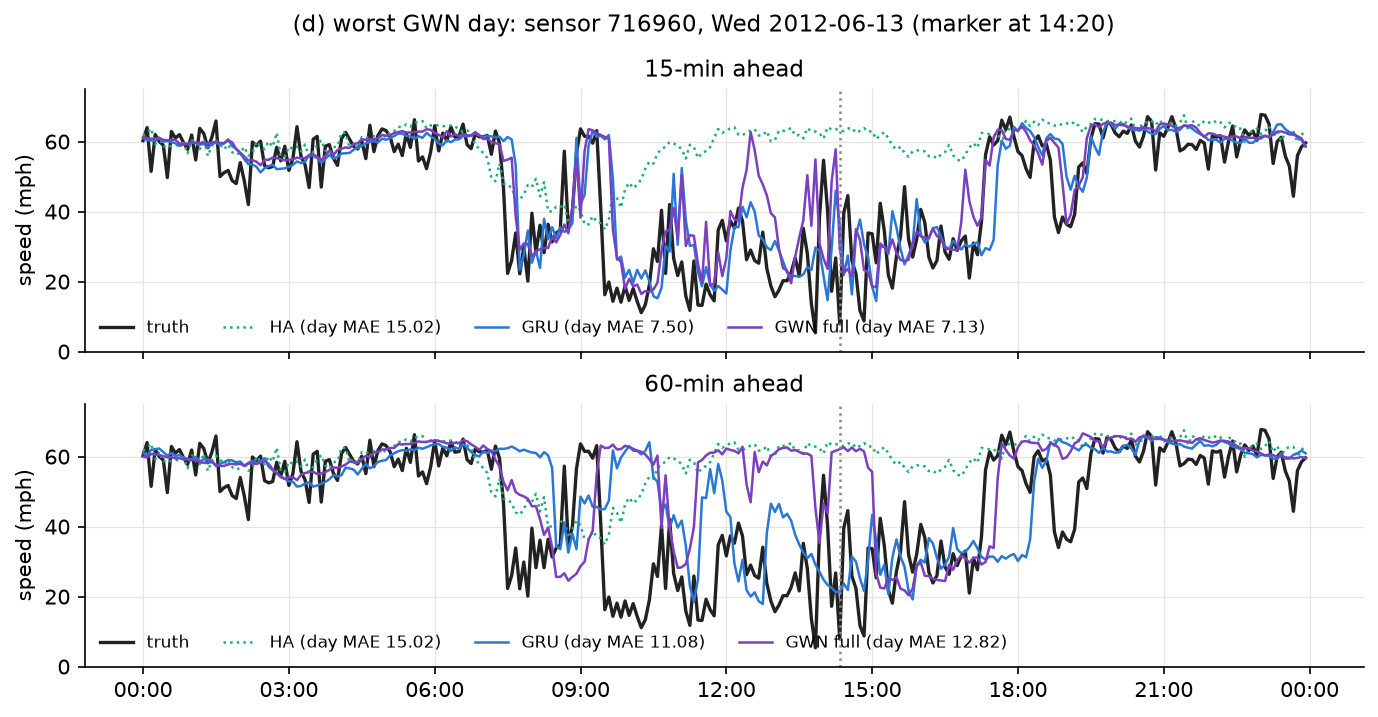 (d) worst GWN day: sensor 716960, Wed 2012-06-13 (marker at 14:20)
15-min ahead
speed (mph)
60
40
20
0
truth
HA (day MAE 15.02)
GRU (day MAE 7.50)
GWN full (day MAE 7.13)
60-min ahead
speed (mph)
60
40
20
0
truth
HA (day MAE 15.02)
GRU (day MAE 11.08)
GWN full (day MAE 12.82)
00:00 03:00 06:00 09:00 12:00 15:00 18:00 21:00 00:00